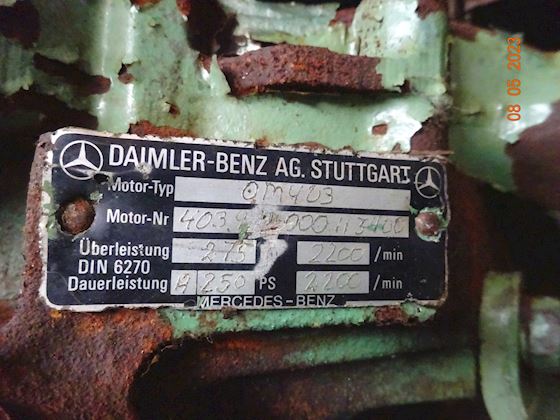 DAIMLER-BENZ AG. STUTTGART
Motor-Typ OM403
Motor-Nr
Überleistung 275 2200 /min
DIN 6270
Dauerleistung A 250 PS 2200 /min
MERCEDES-BENZ
08 05 2023